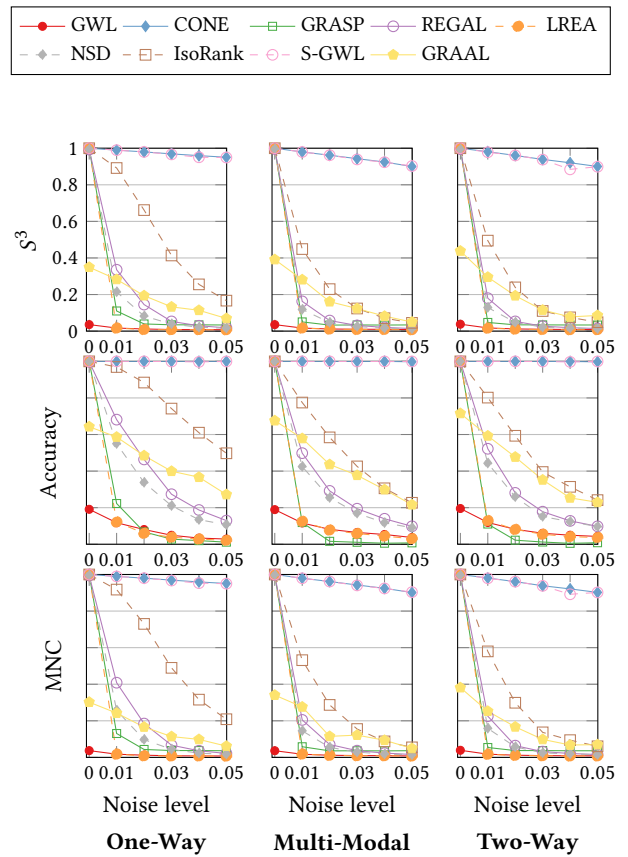 GWL CONE GRASP REGAL LREA
NSD IsoRank S-GWL GRAAL
1
0.8
0.6
0.4
0.2
0
S³
0 0.01 0.03 0.05 0 0.01 0.03 0.05 0 0.01 0.03 0.05
Accuracy
0 0.01 0.03 0.05 0 0.01 0.03 0.05 0 0.01 0.03 0.05
MNC
0 0.01 0.03 0.05 0 0.01 0.03 0.05 0 0.01 0.03 0.05
Noise level Noise level Noise level
One-Way Multi-Modal Two-Way